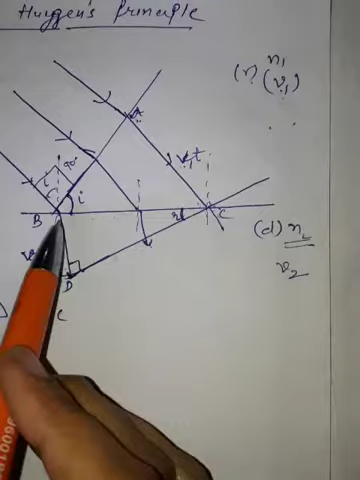 Huygen's Principle
n₁
(r) (v₁)
A
v₁t
90°
i
i
B
r
C
(d) n₂
v₂
D
C